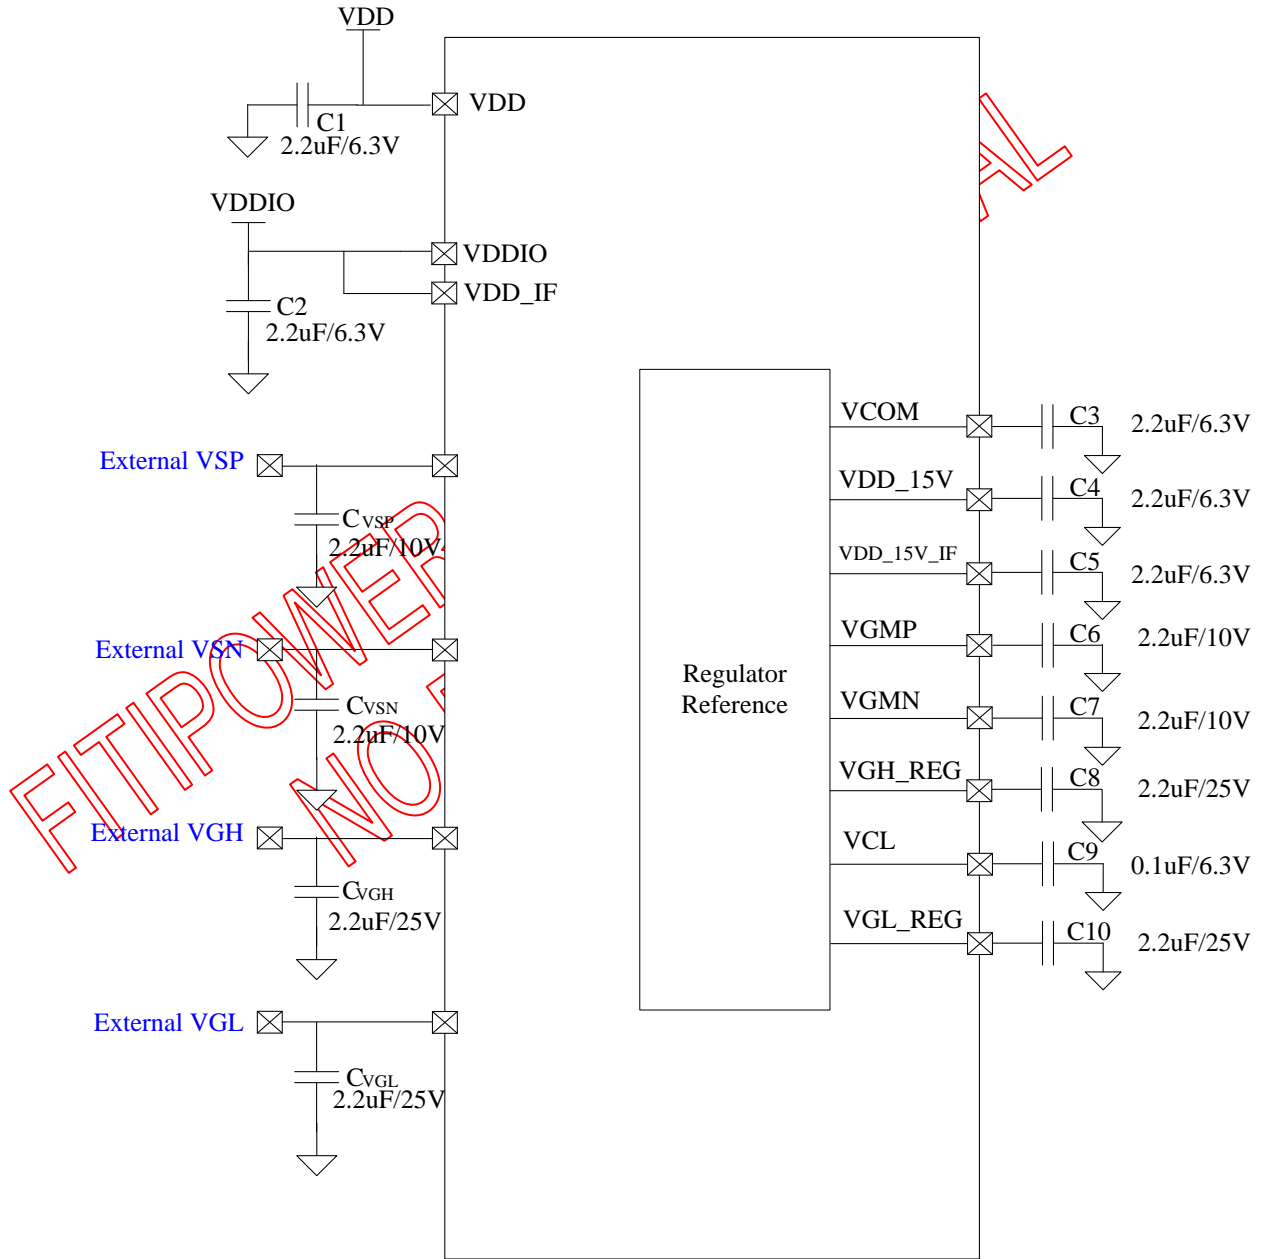 VDD
VDD
C1
2.2uF/6.3V
VDDIO
VDDIO
VDD_IF
C2
2.2uF/6.3V
External VSP
CVSP
2.2uF/10V
External VSN
CVSN
2.2uF/10V
External VGH
CVGH
2.2uF/25V
External VGL
CVGL
2.2uF/25V
Regulator
Reference
VCOM C3 2.2uF/6.3V
VDD_15V C4 2.2uF/6.3V
VDD_15V_IF C5 2.2uF/6.3V
VGMP C6 2.2uF/10V
VGMN C7 2.2uF/10V
VGH_REG C8 2.2uF/25V
VCL C9 0.1uF/6.3V
VGL_REG C10 2.2uF/25V
FITIPOWER
NO